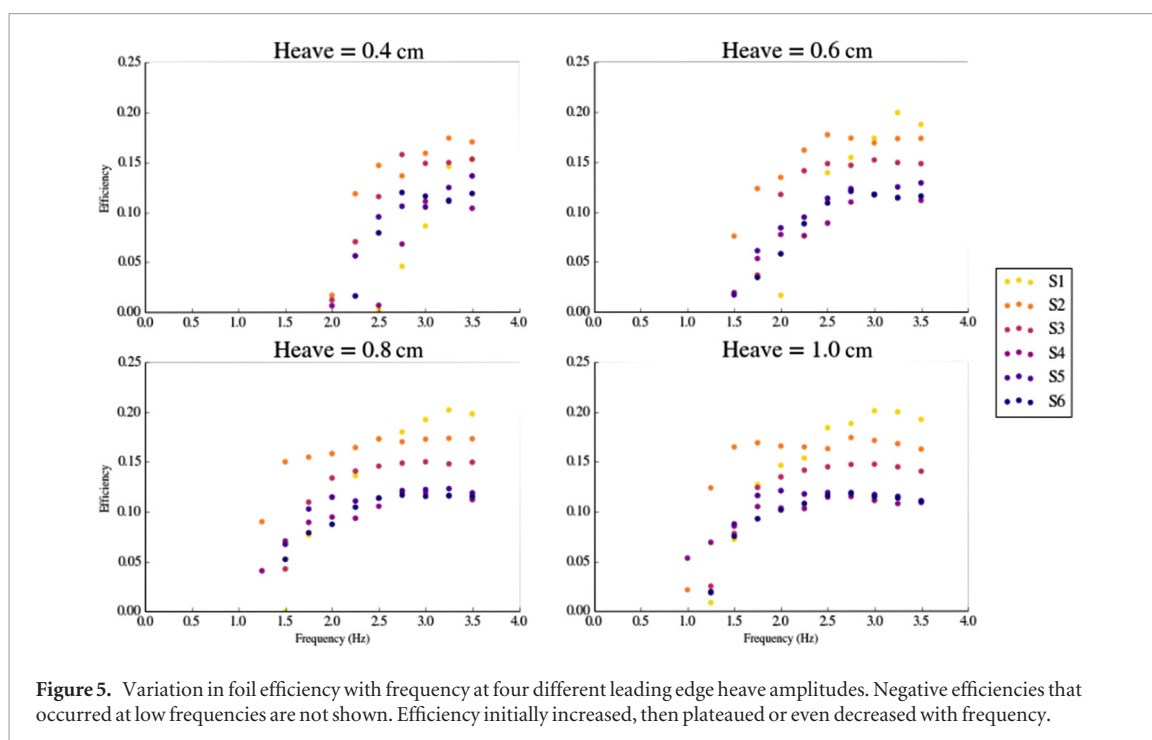 Heave = 0.4 cm
0.25
0.20
0.15
0.10
0.05
0.00
Efficiency
0.0 0.5 1.0 1.5 2.0 2.5 3.0 3.5 4.0
Heave = 0.6 cm
0.25
0.20
0.15
0.10
0.05
0.00
0.0 0.5 1.0 1.5 2.0 2.5 3.0 3.5 4.0
Heave = 0.8 cm
0.25
0.20
0.15
0.10
0.05
0.00
Efficiency
0.0 0.5 1.0 1.5 2.0 2.5 3.0 3.5 4.0
Frequency (Hz)
Heave = 1.0 cm
0.25
0.20
0.15
0.10
0.05
0.00
0.0 0.5 1.0 1.5 2.0 2.5 3.0 3.5 4.0
Frequency (Hz)
S1
S2
S3
S4
S5
S6
Figure 5. Variation in foil efficiency with frequency at four different leading edge heave amplitudes. Negative efficiencies that
occurred at low frequencies are not shown. Efficiency initially increased, then plateaued or even decreased with frequency.